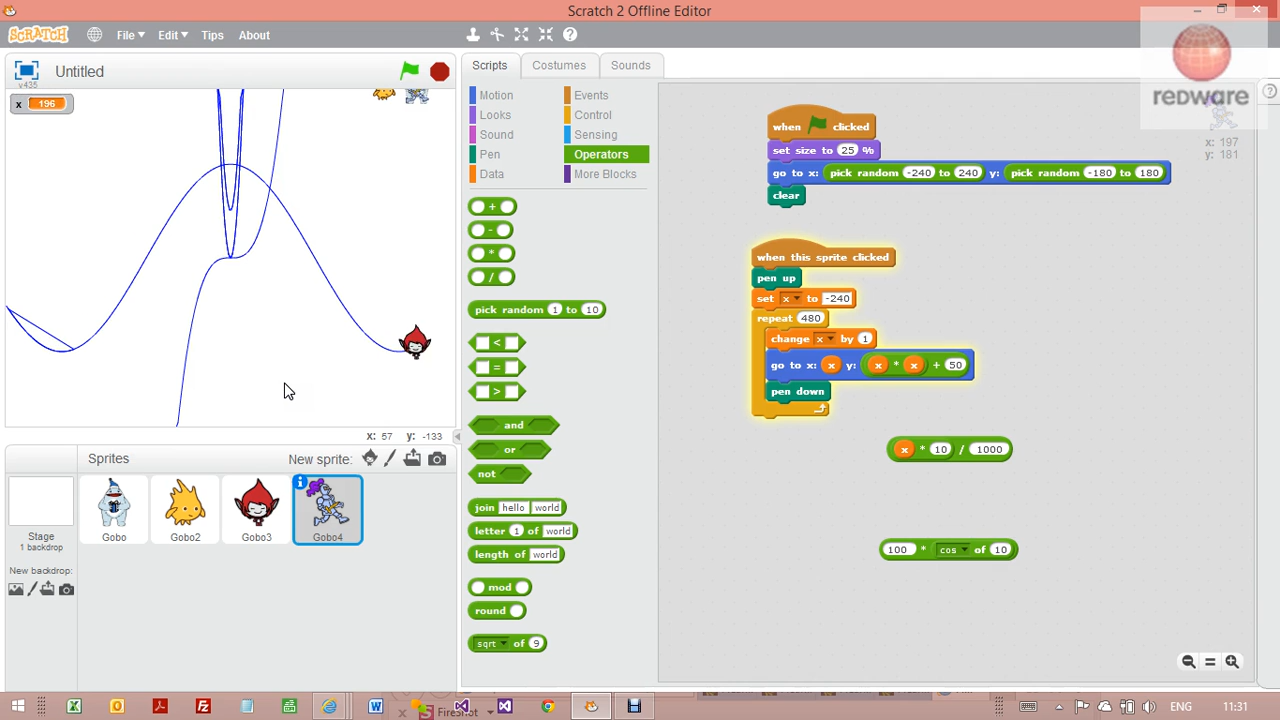 Scratch 2 Offline Editor
SCRATCH File Edit Tips About
redware
v435
Untitled
x 196
x: 57 y: -133
Sprites New sprite:
Stage
1 backdrop
New backdrop:
Gobo
Gobo2
Gobo3
Gobo4
Scripts Costumes Sounds
Motion Events
Looks Control
Sound Sensing
Pen Operators
Data More Blocks
+
-
*
/
pick random 1 to 10
<
=
>
and
or
not
join hello world
letter 1 of world
length of world
mod
round
sqrt of 9
when clicked
set size to 25 %
go to x: pick random -240 to 240 y: pick random -180 to 180
clear
when this sprite clicked
pen up
set x to -240
repeat 480
change x by 1
go to x: x y: x * x + 50
pen down
x * 10 / 1000
100 * cos of 10
x: 197
y: 181
FireShot
ENG 11:31